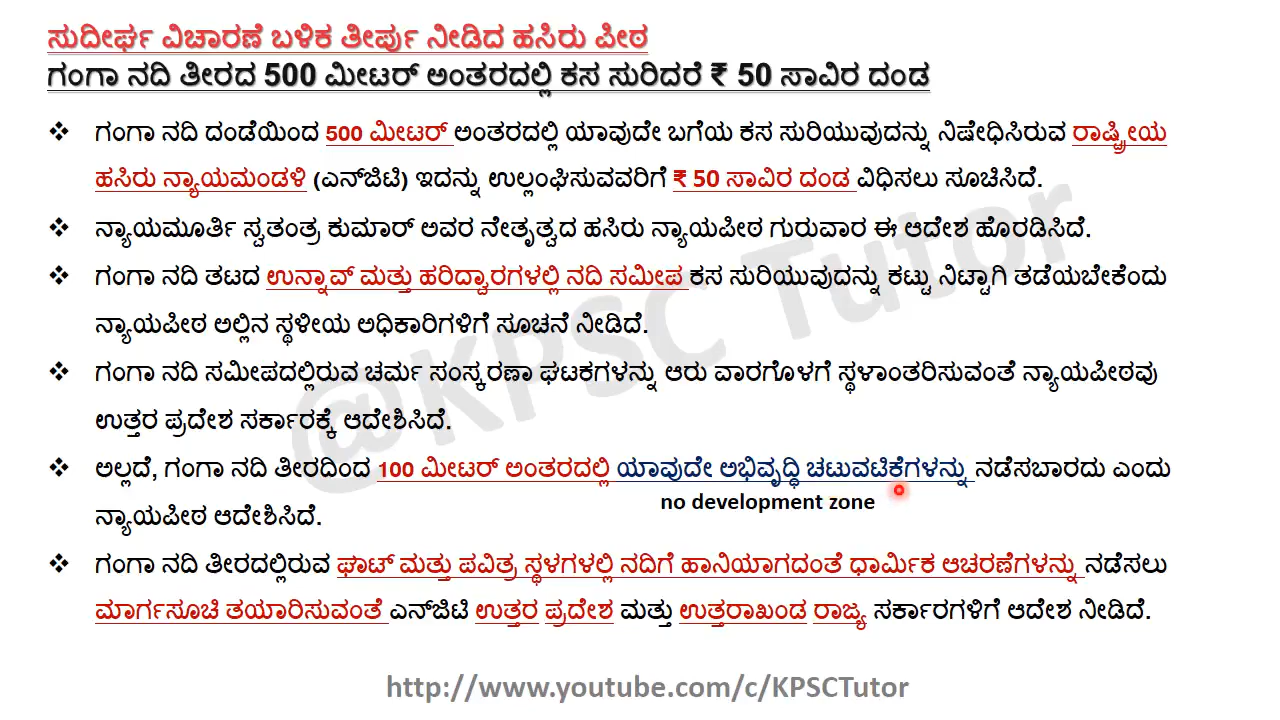 ಸುದೀರ್ಘ ವಿಚಾರಣೆ ಬಳಿಕ ತೀರ್ಪು ನೀಡಿದ ಹಸಿರು ಪೀಠ
ಗಂಗಾ ನದಿ ತೀರದ 500 ಮೀಟರ್ ಅಂತರದಲ್ಲಿ ಕಸ ಸುರಿದರೆ ₹ 50 ಸಾವಿರ ದಂಡ
❖ ಗಂಗಾ ನದಿ ದಂಡೆಯಿಂದ 500 ಮೀಟರ್ ಅಂತರದಲ್ಲಿ ಯಾವುದೇ ಬಗೆಯ ಕಸ ಸುರಿಯುವುದನ್ನು ನಿಷೇಧಿಸಿರುವ ರಾಷ್ಟ್ರೀಯ
ಹಸಿರು ನ್ಯಾಯಮಂಡಳಿ (ಎನ್‌ಜಿಟಿ) ಇದನ್ನು ಉಲ್ಲಂಘಿಸುವವರಿಗೆ ₹ 50 ಸಾವಿರ ದಂಡ ವಿಧಿಸಲು ಸೂಚಿಸಿದೆ.
❖ ನ್ಯಾಯಮೂರ್ತಿ ಸ್ವತಂತ್ರ ಕುಮಾರ್ ಅವರ ನೇತೃತ್ವದ ಹಸಿರು ನ್ಯಾಯಪೀಠ ಗುರುವಾರ ಈ ಆದೇಶ ಹೊರಡಿಸಿದೆ.
❖ ಗಂಗಾ ನದಿ ತಟದ ಉನ್ನಾವ್ ಮತ್ತು ಹರಿದ್ವಾರಗಳಲ್ಲಿ ನದಿ ಸಮೀಪ ಕಸ ಸುರಿಯುವುದನ್ನು ಕಟ್ಟು ನಿಟ್ಟಾಗಿ ತಡೆಯಬೇಕೆಂದು
ನ್ಯಾಯಪೀಠ ಅಲ್ಲಿನ ಸ್ಥಳೀಯ ಅಧಿಕಾರಿಗಳಿಗೆ ಸೂಚನೆ ನೀಡಿದೆ.
❖ ಗಂಗಾ ನದಿ ಸಮೀಪದಲ್ಲಿರುವ ಚರ್ಮ ಸಂಸ್ಕರಣಾ ಘಟಕಗಳನ್ನು ಆರು ವಾರಗೊಳಗೆ ಸ್ಥಳಾಂತರಿಸುವಂತೆ ನ್ಯಾಯಪೀಠವು
ಉತ್ತರ ಪ್ರದೇಶ ಸರ್ಕಾರಕ್ಕೆ ಆದೇಶಿಸಿದೆ.
❖ ಅಲ್ಲದೆ, ಗಂಗಾ ನದಿ ತೀರದಿಂದ 100 ಮೀಟರ್ ಅಂತರದಲ್ಲಿ ಯಾವುದೇ ಅಭಿವೃದ್ಧಿ ಚಟುವಟಿಕೆಗಳನ್ನು ನಡೆಸಬಾರದು ಎಂದು
no development zone
ನ್ಯಾಯಪೀಠ ಆದೇಶಿಸಿದೆ.
❖ ಗಂಗಾ ನದಿ ತೀರದಲ್ಲಿರುವ ಘಾಟ್ ಮತ್ತು ಪವಿತ್ರ ಸ್ಥಳಗಳಲ್ಲಿ ನದಿಗೆ ಹಾನಿಯಾಗದಂತೆ ಧಾರ್ಮಿಕ ಆಚರಣೆಗಳನ್ನು ನಡೆಸಲು
ಮಾರ್ಗಸೂಚಿ ತಯಾರಿಸುವಂತೆ ಎನ್‌ಜಿಟಿ ಉತ್ತರ ಪ್ರದೇಶ ಮತ್ತು ಉತ್ತರಾಖಂಡ ರಾಜ್ಯ ಸರ್ಕಾರಗಳಿಗೆ ಆದೇಶ ನೀಡಿದೆ.
@KPSC Tutor
http://www.youtube.com/c/KPSCTutor